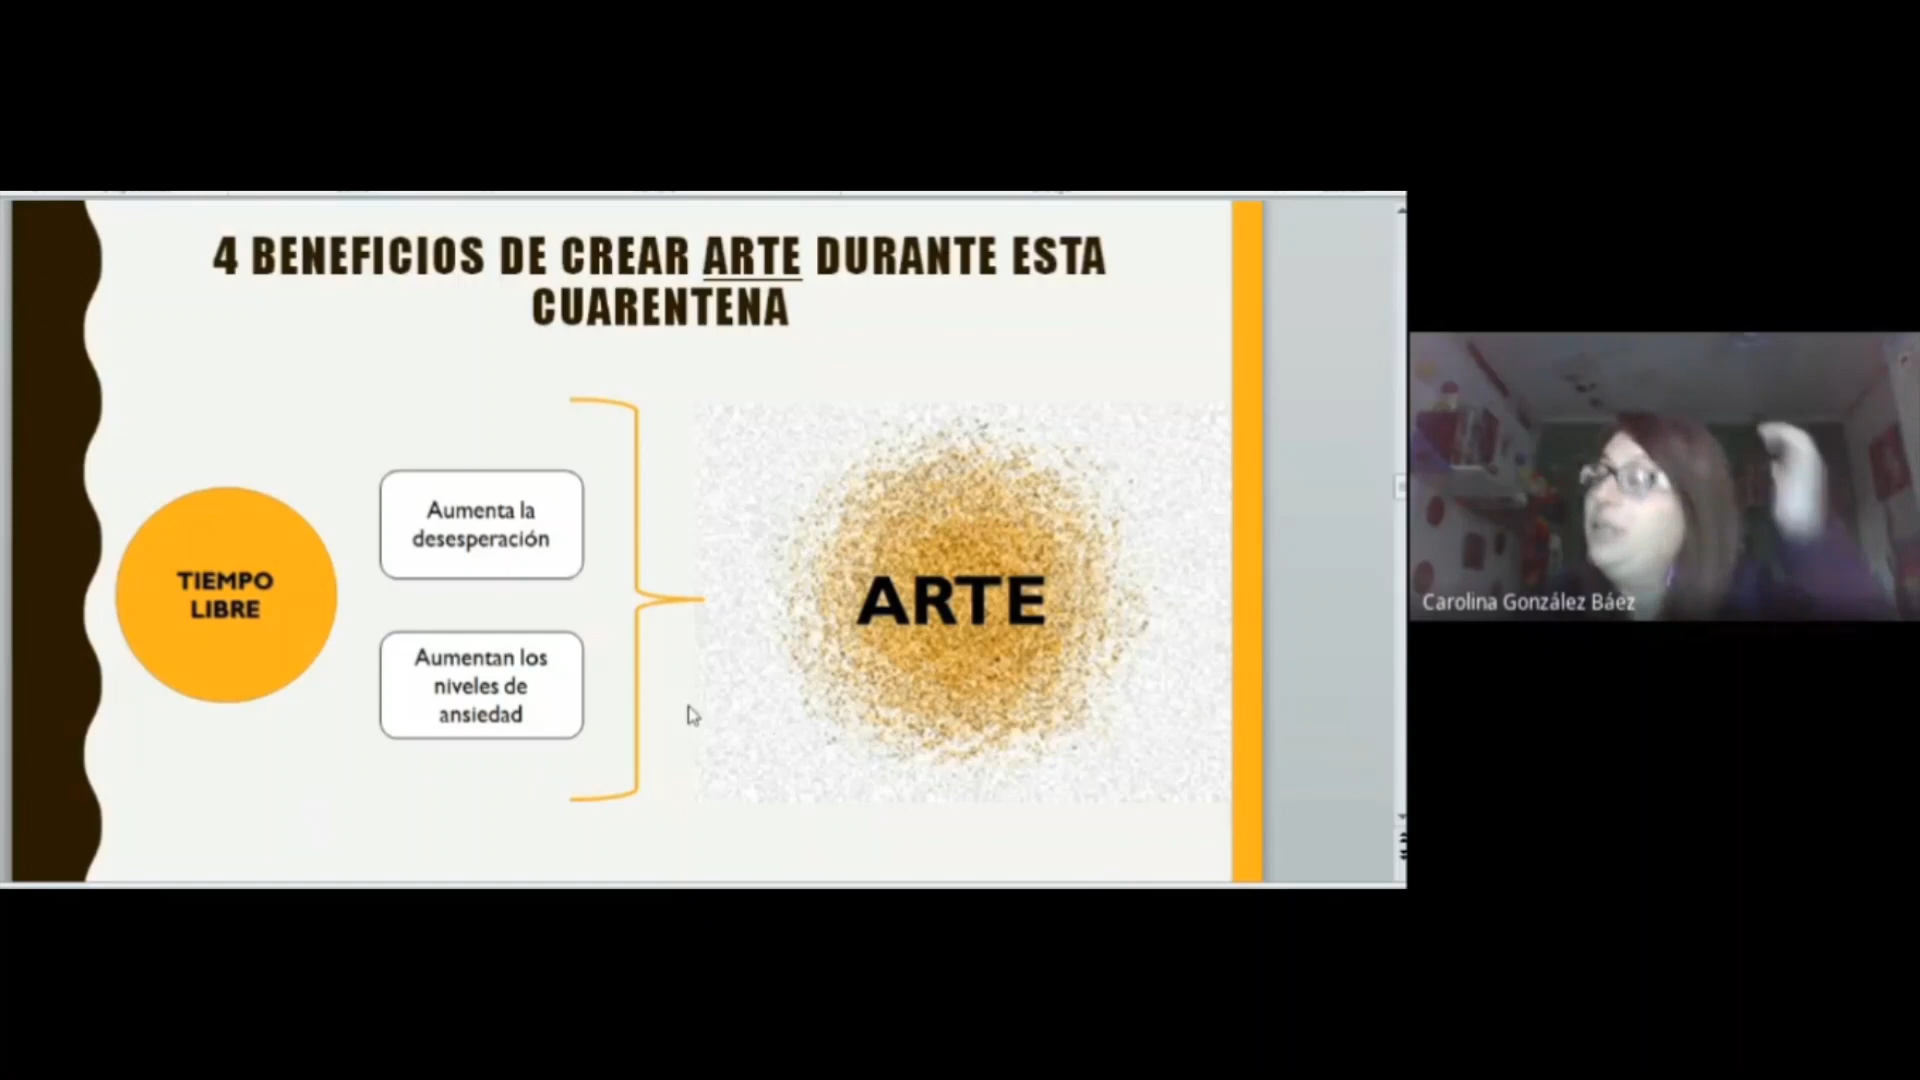 4 BENEFICIOS DE CREAR ARTE DURANTE ESTA
CUARENTENA
TIEMPO
LIBRE
Aumenta la
desesperación
Aumentan los
niveles de
ansiedad
ARTE
Carolina González Báez